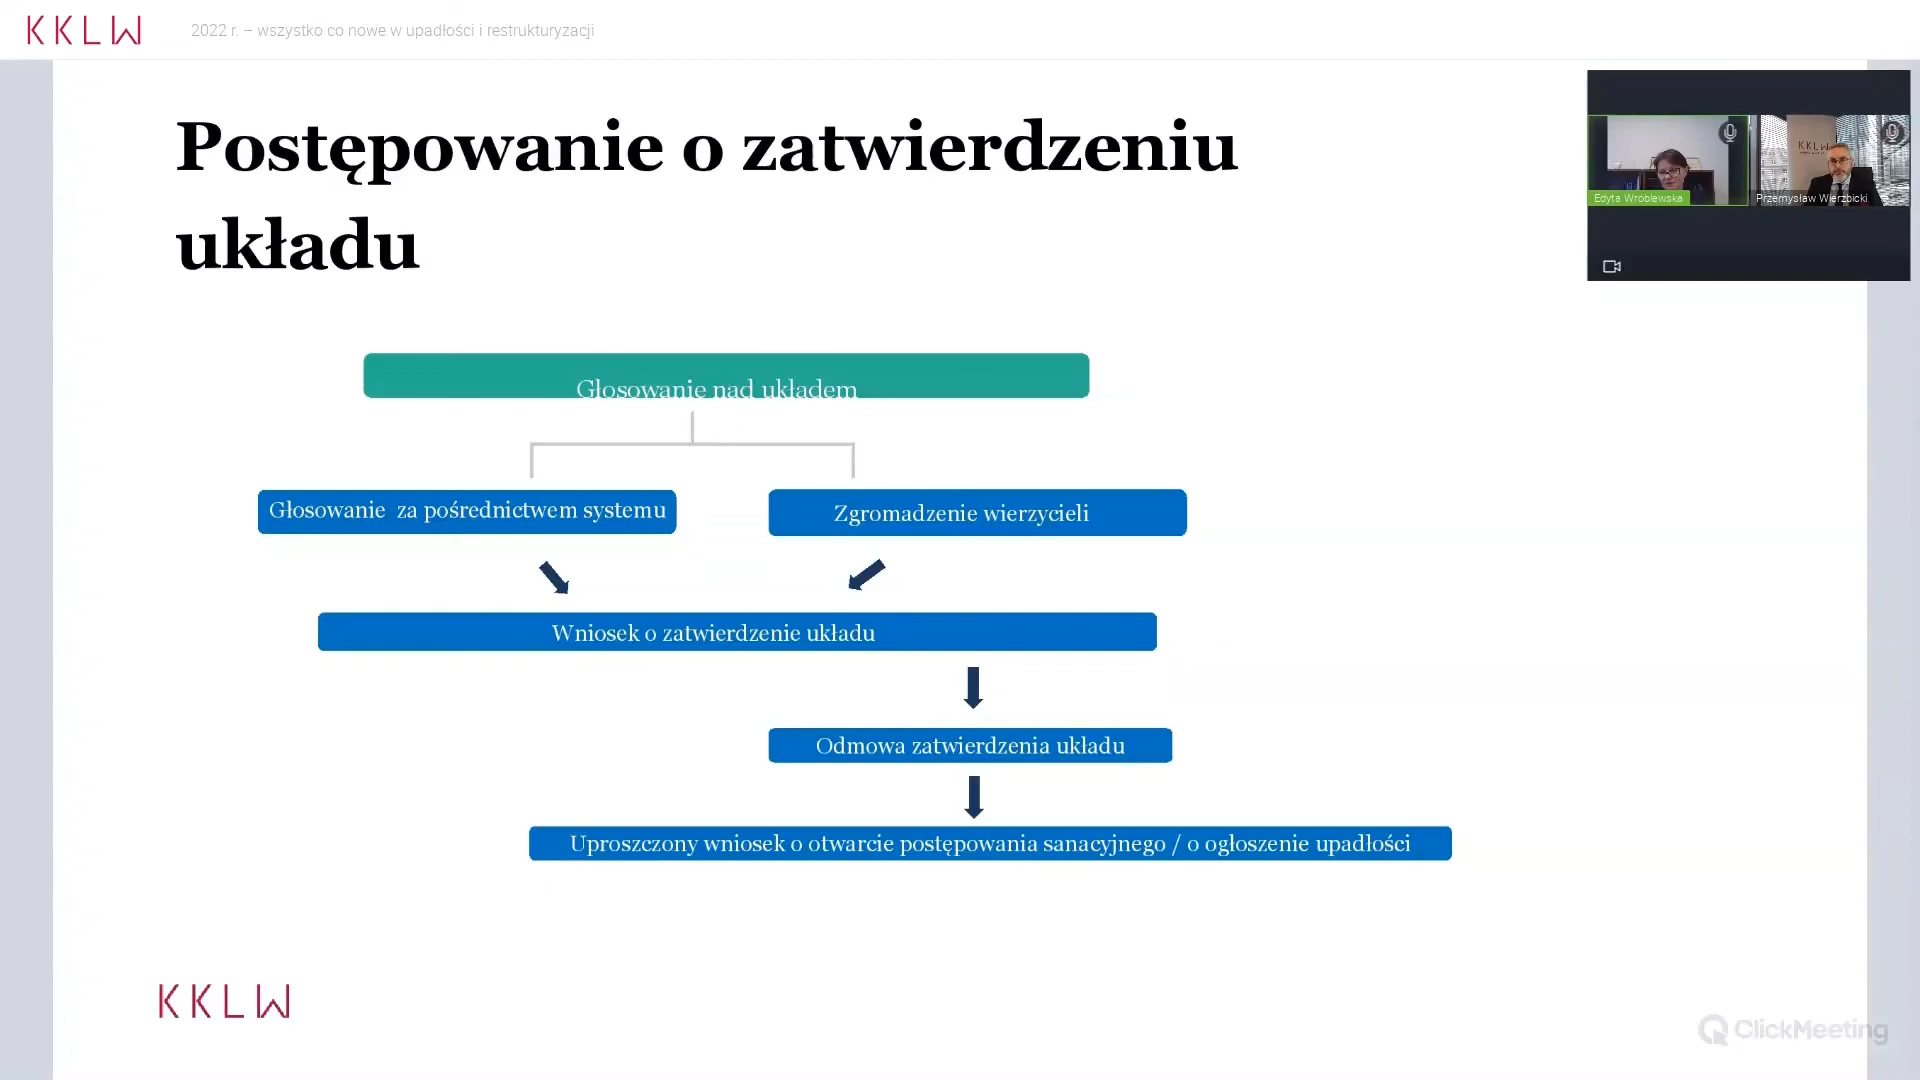 KKLW
2022 r. – wszystko co nowe w upadłości i restrukturyzacji
Postępowanie o zatwierdzeniu
układu
KKLW
Edyta Wróblewska
Przemysław Wierzbicki
Głosowanie nad układem
Głosowanie za pośrednictwem systemu
Zgromadzenie wierzycieli
Wniosek o zatwierdzenie układu
Odmowa zatwierdzenia układu
Uproszczony wniosek o otwarcie postępowania sanacyjnego / o ogłoszenie upadłości
KKLW
ClickMeeting